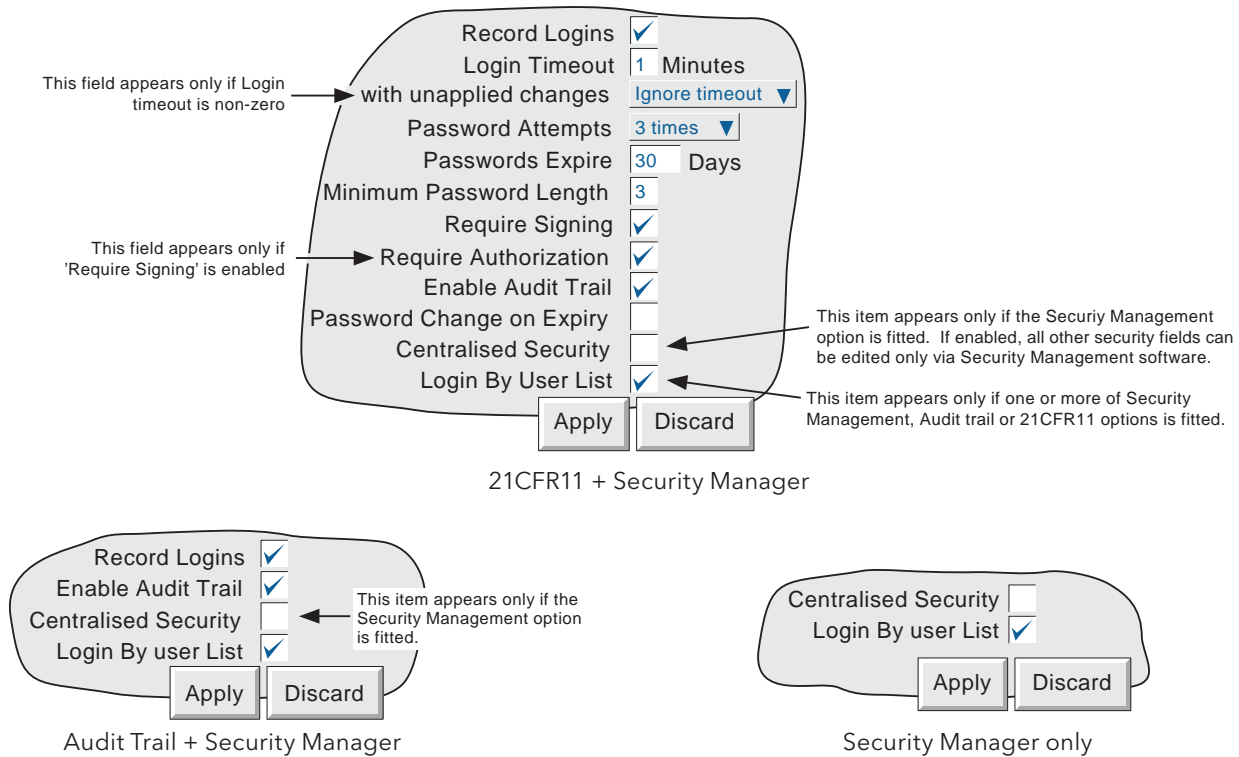 Record Logins
Login Timeout 1 Minutes
This field appears only if Login
timeout is non-zero
with unapplied changes Ignore timeout
Password Attempts 3 times
Passwords Expire 30 Days
Minimum Password Length 3
Require Signing
This field appears only if
'Require Signing' is enabled
Require Authorization
Enable Audit Trail
Password Change on Expiry
Centralised Security
This item appears only if the Securiy Management
option is fitted. If enabled, all other security fields can
be edited only via Security Management software.
Login By User List
This item appears only if one or more of Security
Management, Audit trail or 21CFR11 options is fitted.
Apply Discard
21CFR11 + Security Manager
Record Logins
Enable Audit Trail
Centralised Security
This item appears only if the
Security Management option
is fitted.
Login By user List
Apply Discard
Audit Trail + Security Manager
Centralised Security
Login By user List
Apply Discard
Security Manager only